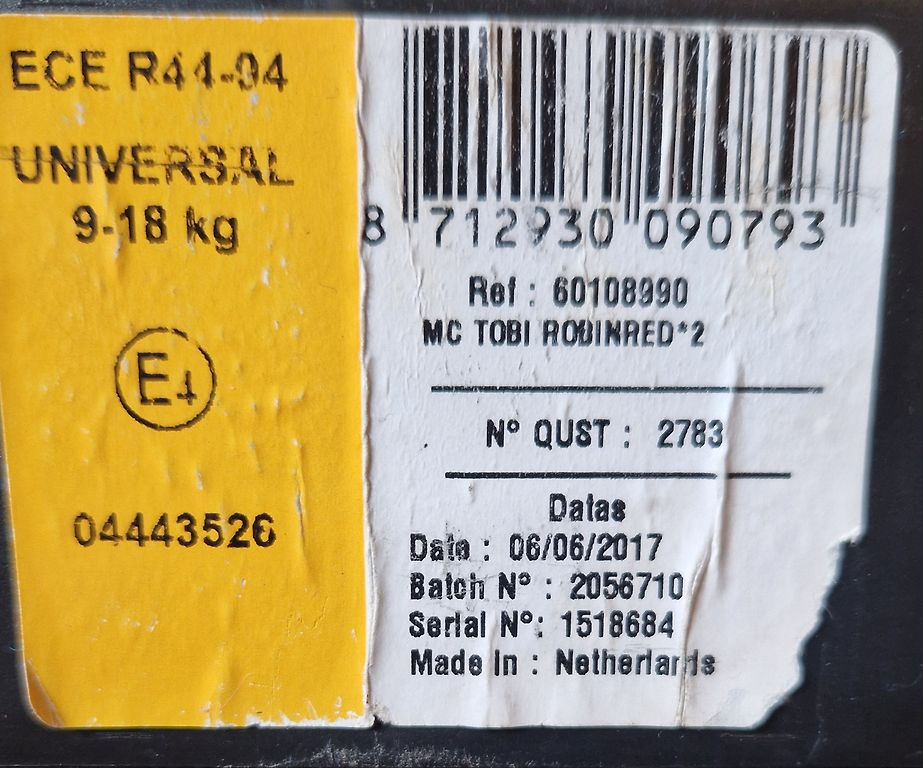 ECE R44-04
UNIVERSAL
9-18 kg
E4
04443526
8 712930 090793
Ref : 60108990
MC TOBI ROBINRED*2
N° QUST : 2783
Datas
Date : 06/06/2017
Batch N° : 2056710
Serial N°: 1518684
Made in : Netherlands